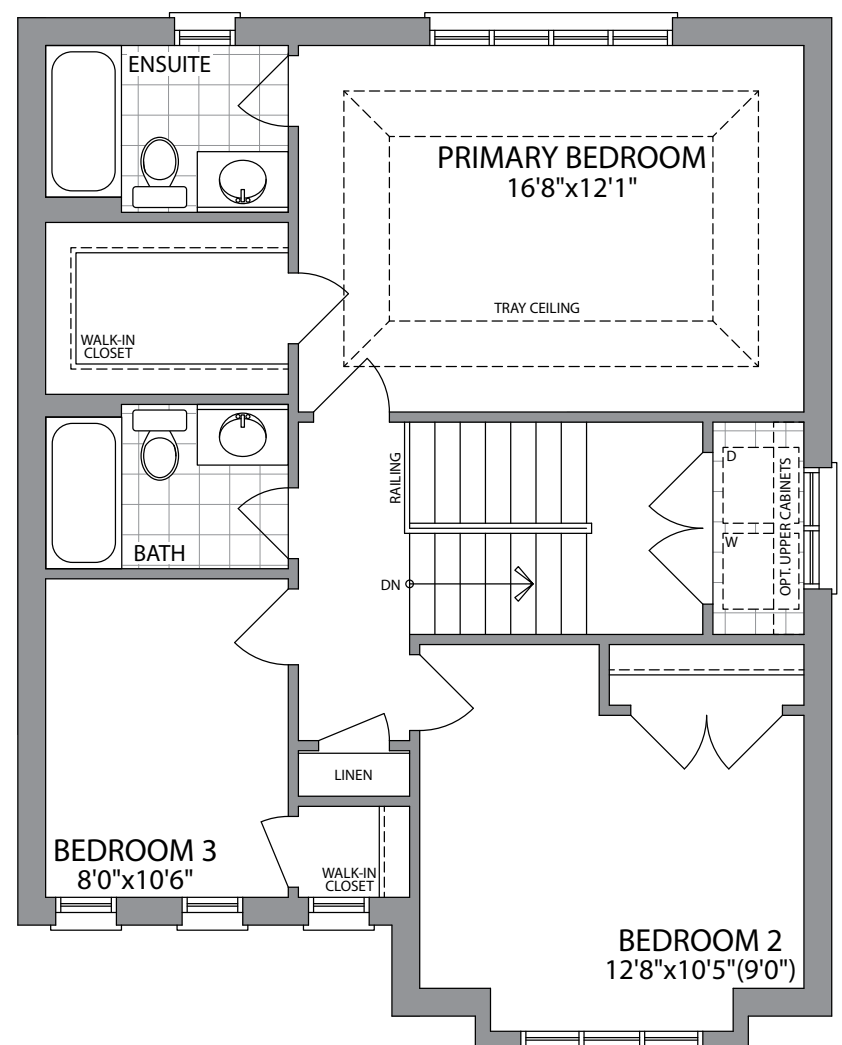 ENSUITE
PRIMARY BEDROOM
16'8"x12'1"
TRAY CEILING
WALK-IN
CLOSET
RAILING
D
W
OPT. UPPER CABINETS
BATH
DN
LINEN
BEDROOM 3
8'0"x10'6"
WALK-IN
CLOSET
BEDROOM 2
12'8"x10'5"(9'0")